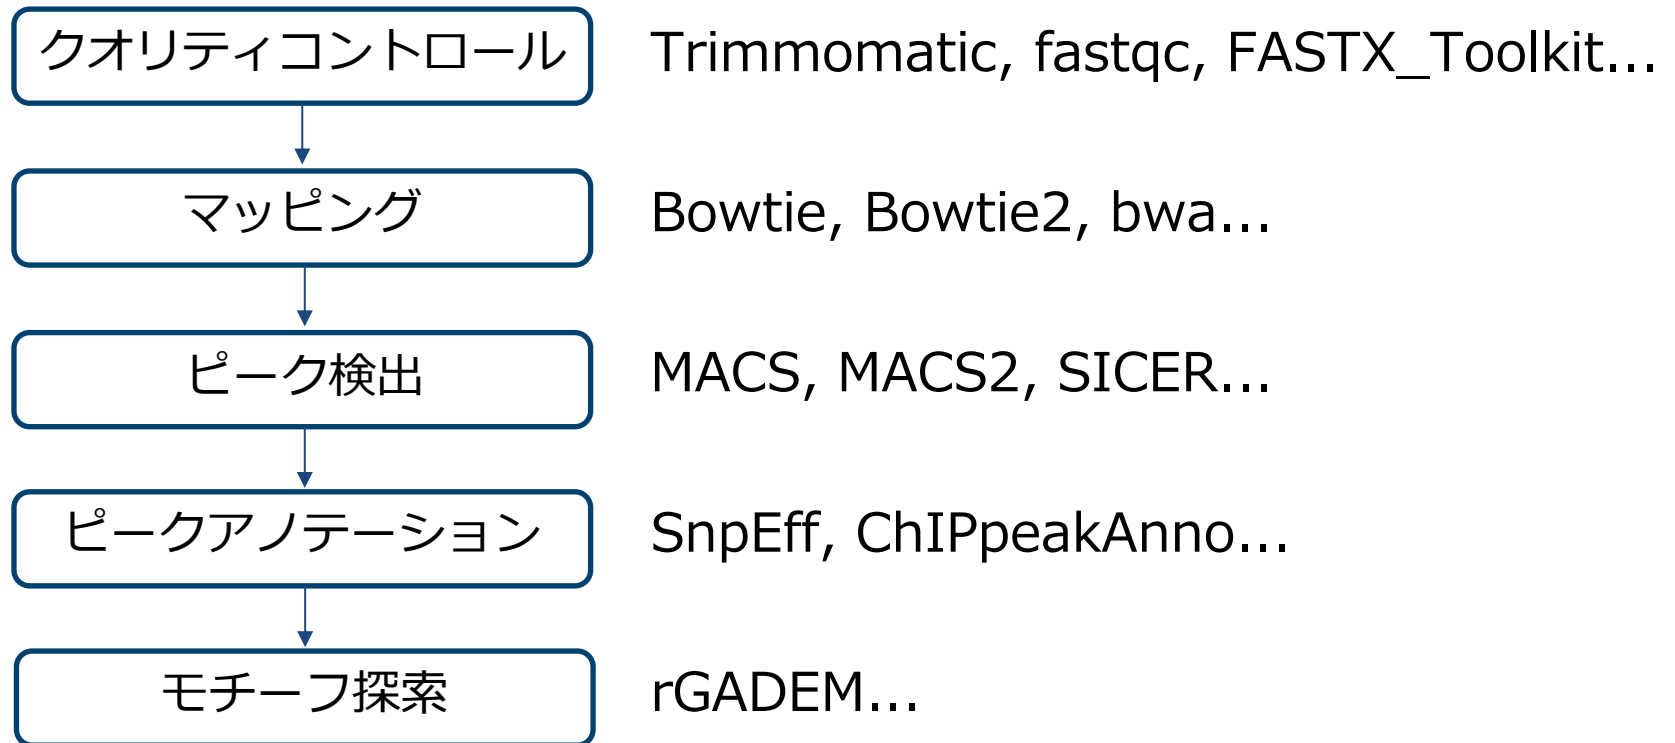 クオリティコントロール Trimmomatic, fastqc, FASTX_Toolkit...
マッピング Bowtie, Bowtie2, bwa...
ピーク検出 MACS, MACS2, SICER...
ピークアノテーション SnpEff, ChIPpeakAnno...
モチーフ探索 rGADEM...